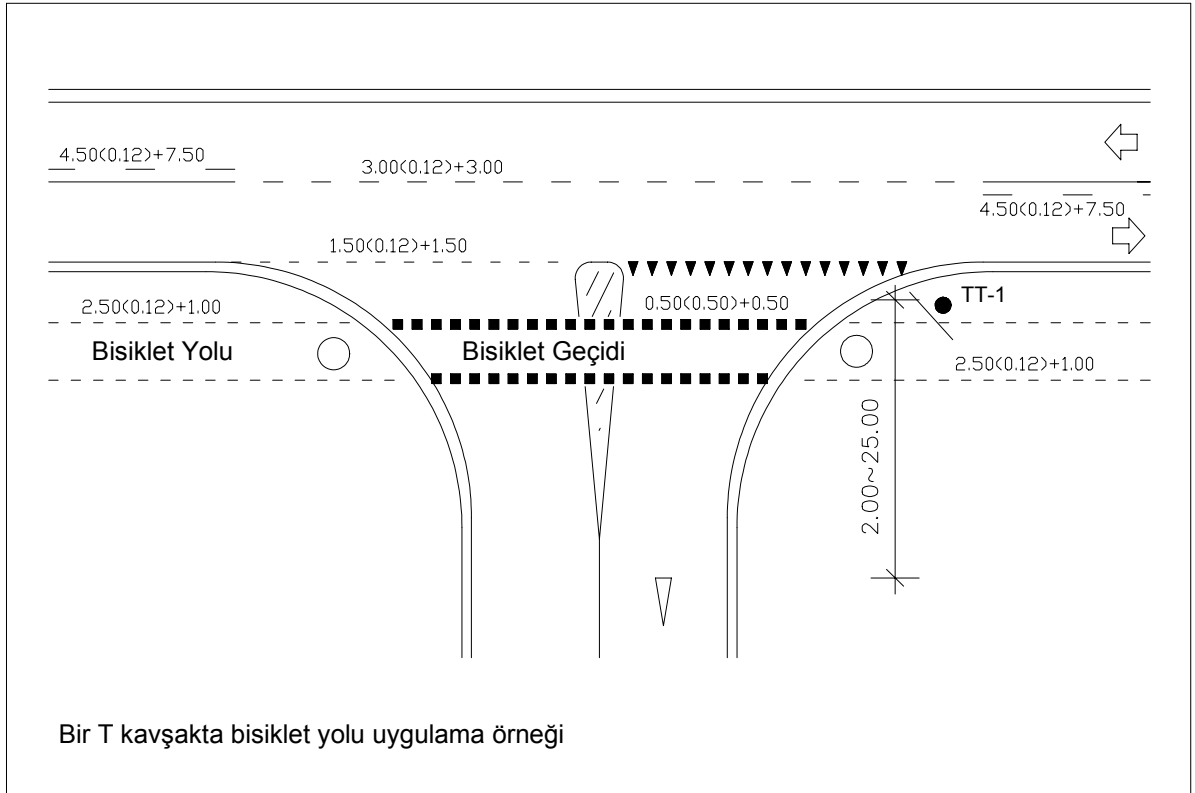 4.50(0.12)+7.50
3.00(0.12)+3.00
4.50(0.12)+7.50
1.50(0.12)+1.50
2.50(0.12)+1.00
0.50(0.50)+0.50
TT-1
Bisiklet Yolu
Bisiklet Geçidi
2.50(0.12)+1.00
2.00~25.00
Bir T kavşakta bisiklet yolu uygulama örneği